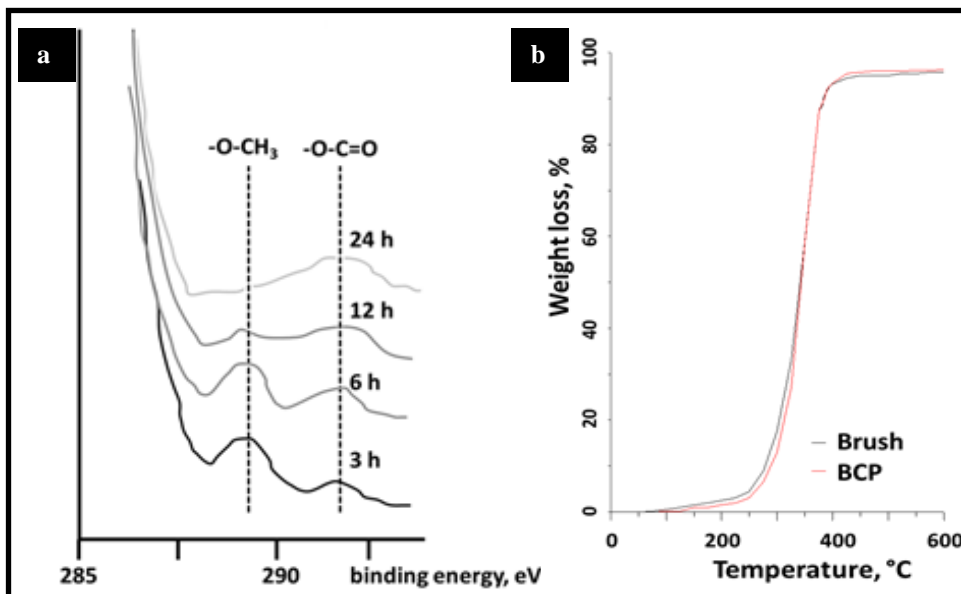 a
-O-CH₃ -O-C=O
24 h
12 h
6 h
3 h
285 290 binding energy, eV
b
Weight loss, %
100
80
60
40
20
0
Brush
BCP
0 200 400 600
Temperature, °C